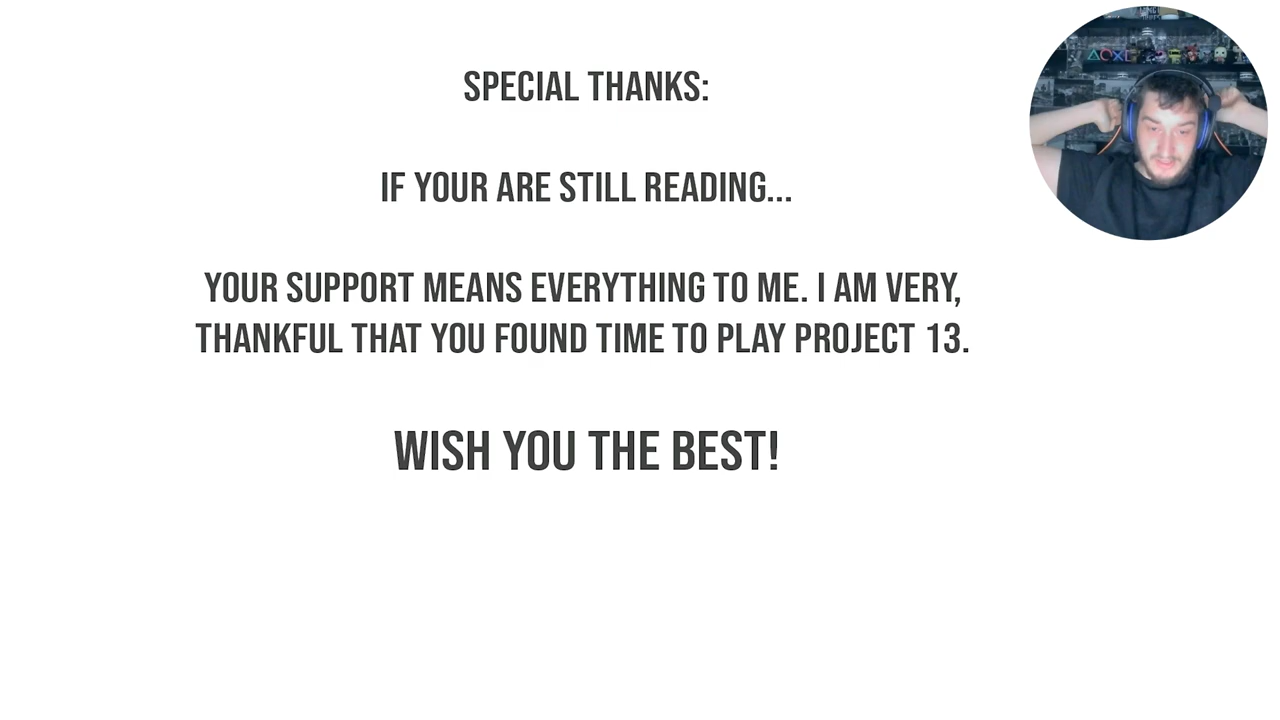 SPECIAL THANKS:
IF YOUR ARE STILL READING...
YOUR SUPPORT MEANS EVERYTHING TO ME. I AM VERY,
THANKFUL THAT YOU FOUND TIME TO PLAY PROJECT 13.
WISH YOU THE BEST!